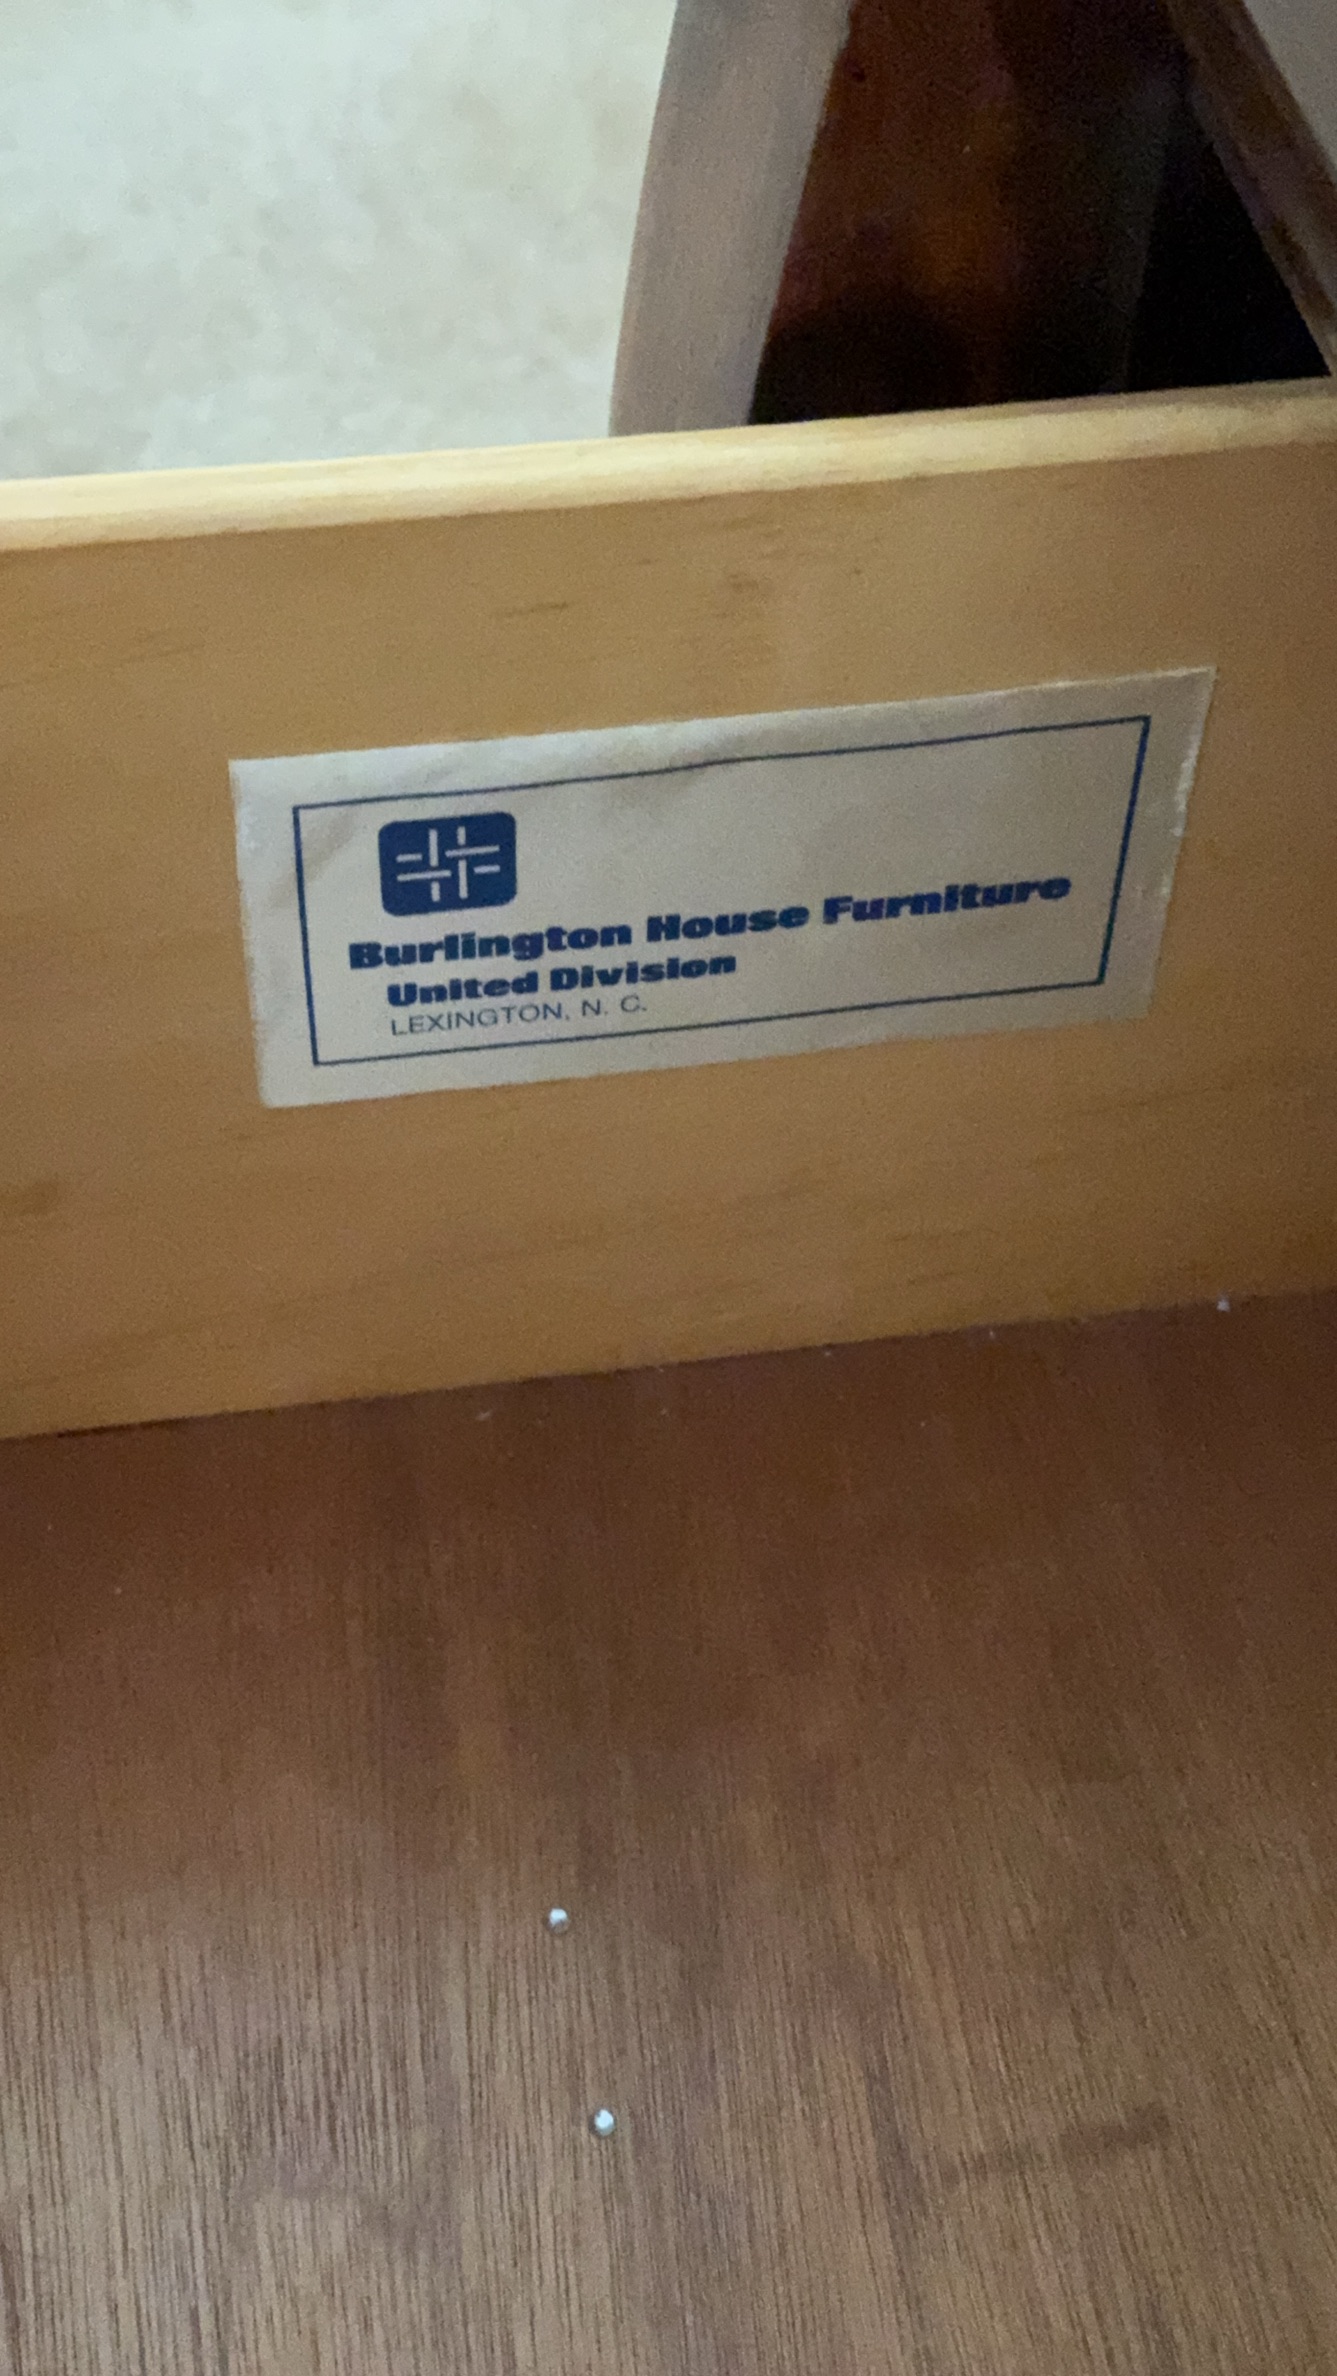 Burlington House Furniture
United Division
LEXINGTON, N. C.